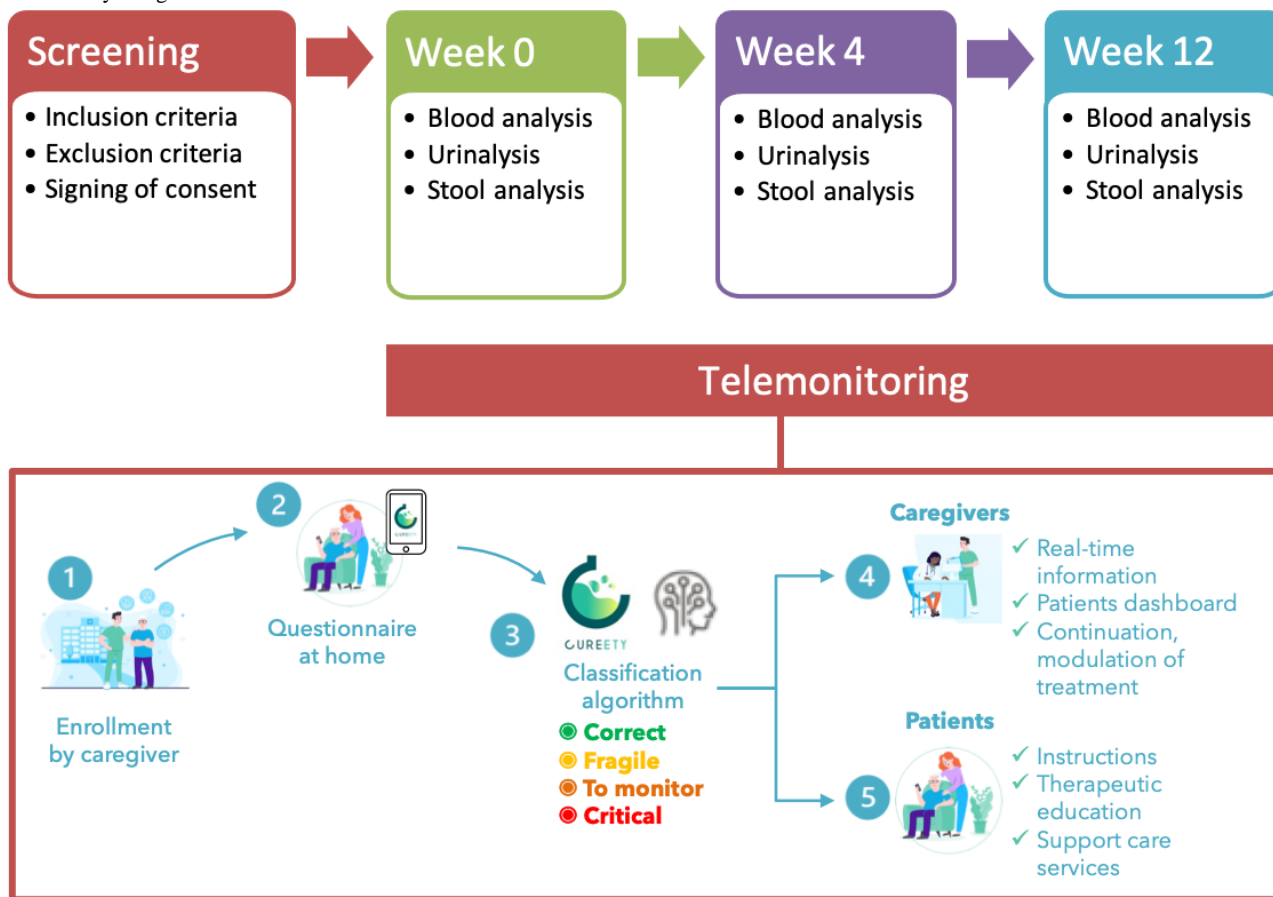 Screening
• Inclusion criteria
• Exclusion criteria
• Signing of consent
Week 0
• Blood analysis
• Urinalysis
• Stool analysis
Week 4
• Blood analysis
• Urinalysis
• Stool analysis
Week 12
• Blood analysis
• Urinalysis
• Stool analysis
Telemonitoring
1
Enrollment
by caregiver
2
Questionnaire
at home
3
CUREETY
Classification
algorithm
Correct
Fragile
To monitor
Critical
4
Caregivers
✓ Real-time
information
✓ Patients dashboard
✓ Continuation,
modulation of
treatment
5
Patients
✓ Instructions
✓ Therapeutic
education
✓ Support care
services